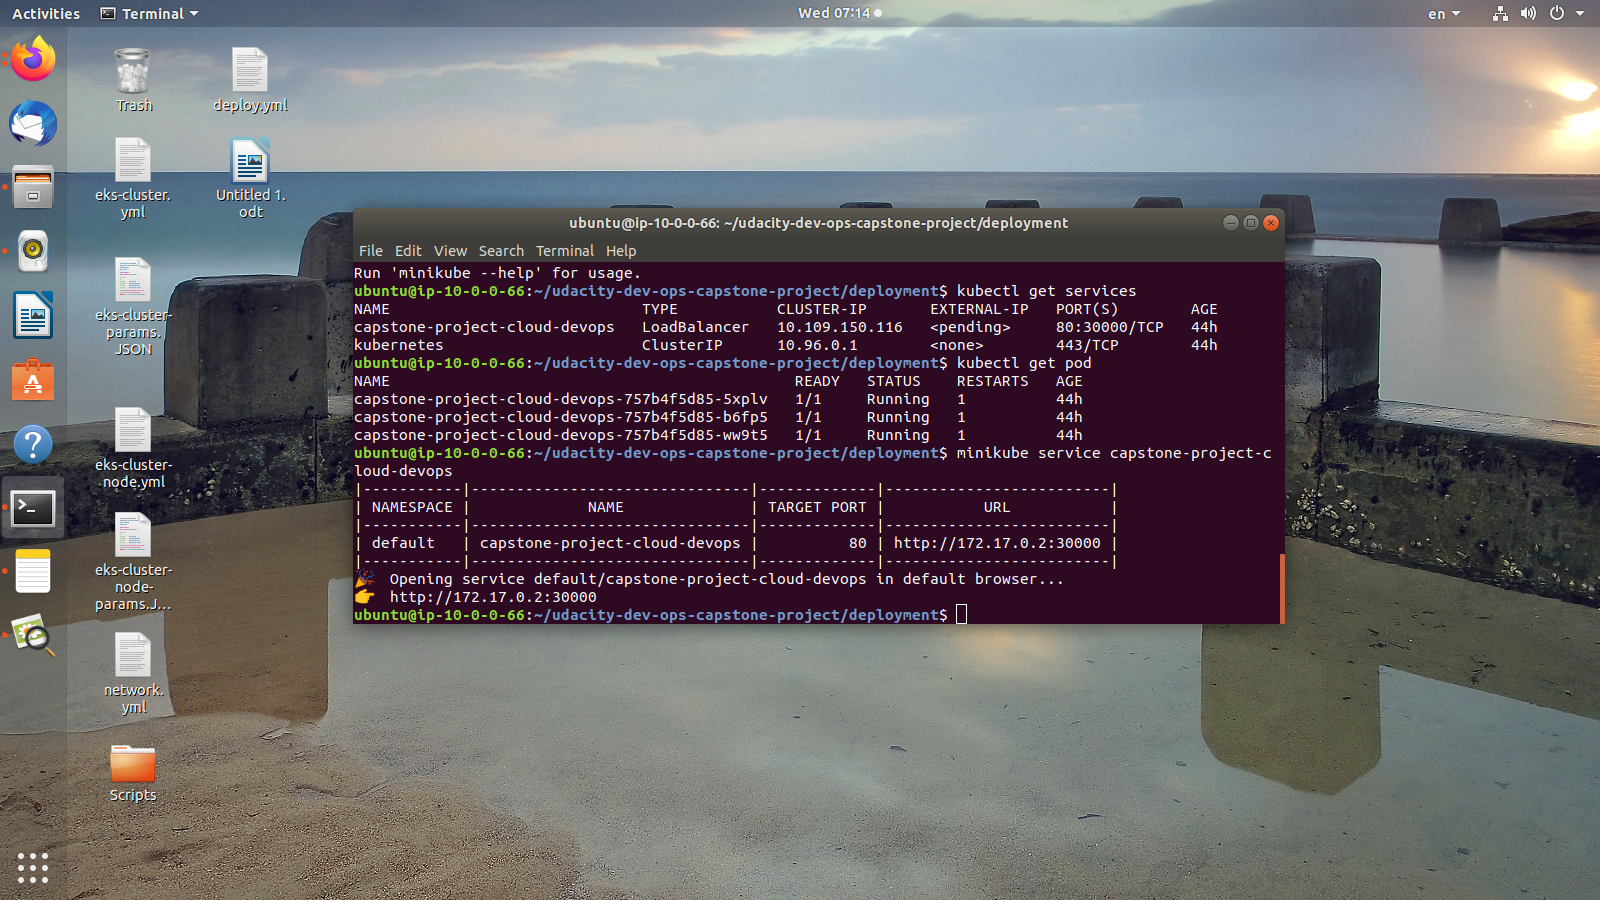 Activities
Terminal
Wed 07:14
en
Trash
deploy.yml
eks-cluster.
yml
Untitled 1.
odt
eks-cluster-
params.
JSON
eks-cluster-
node.yml
eks-cluster-
node-
params.J...
network.
yml
Scripts
ubuntu@ip-10-0-0-66: ~/udacity-dev-ops-capstone-project/deployment
File Edit View Search Terminal Help
Run 'minikube --help' for usage.
ubuntu@ip-10-0-0-66:~/udacity-dev-ops-capstone-project/deployment$ kubectl get services
NAME TYPE CLUSTER-IP EXTERNAL-IP PORT(S) AGE
capstone-project-cloud-devops LoadBalancer 10.109.150.116 <pending> 80:30000/TCP 44h
kubernetes ClusterIP 10.96.0.1 <none> 443/TCP 44h
ubuntu@ip-10-0-0-66:~/udacity-dev-ops-capstone-project/deployment$ kubectl get pod
NAME READY STATUS RESTARTS AGE
capstone-project-cloud-devops-757b4f5d85-5xplv 1/1 Running 1 44h
capstone-project-cloud-devops-757b4f5d85-b6fp5 1/1 Running 1 44h
capstone-project-cloud-devops-757b4f5d85-ww9t5 1/1 Running 1 44h
ubuntu@ip-10-0-0-66:~/udacity-dev-ops-capstone-project/deployment$ minikube service capstone-project-c
loud-devops
|-----------|-------------------------------|-------------|-------------------------|
| NAMESPACE | NAME | TARGET PORT | URL |
|-----------|-------------------------------|-------------|-------------------------|
| default | capstone-project-cloud-devops | 80 | http://172.17.0.2:30000 |
|-----------|-------------------------------|-------------|-------------------------|
🎉 Opening service default/capstone-project-cloud-devops in default browser...
👉 http://172.17.0.2:30000
ubuntu@ip-10-0-0-66:~/udacity-dev-ops-capstone-project/deployment$